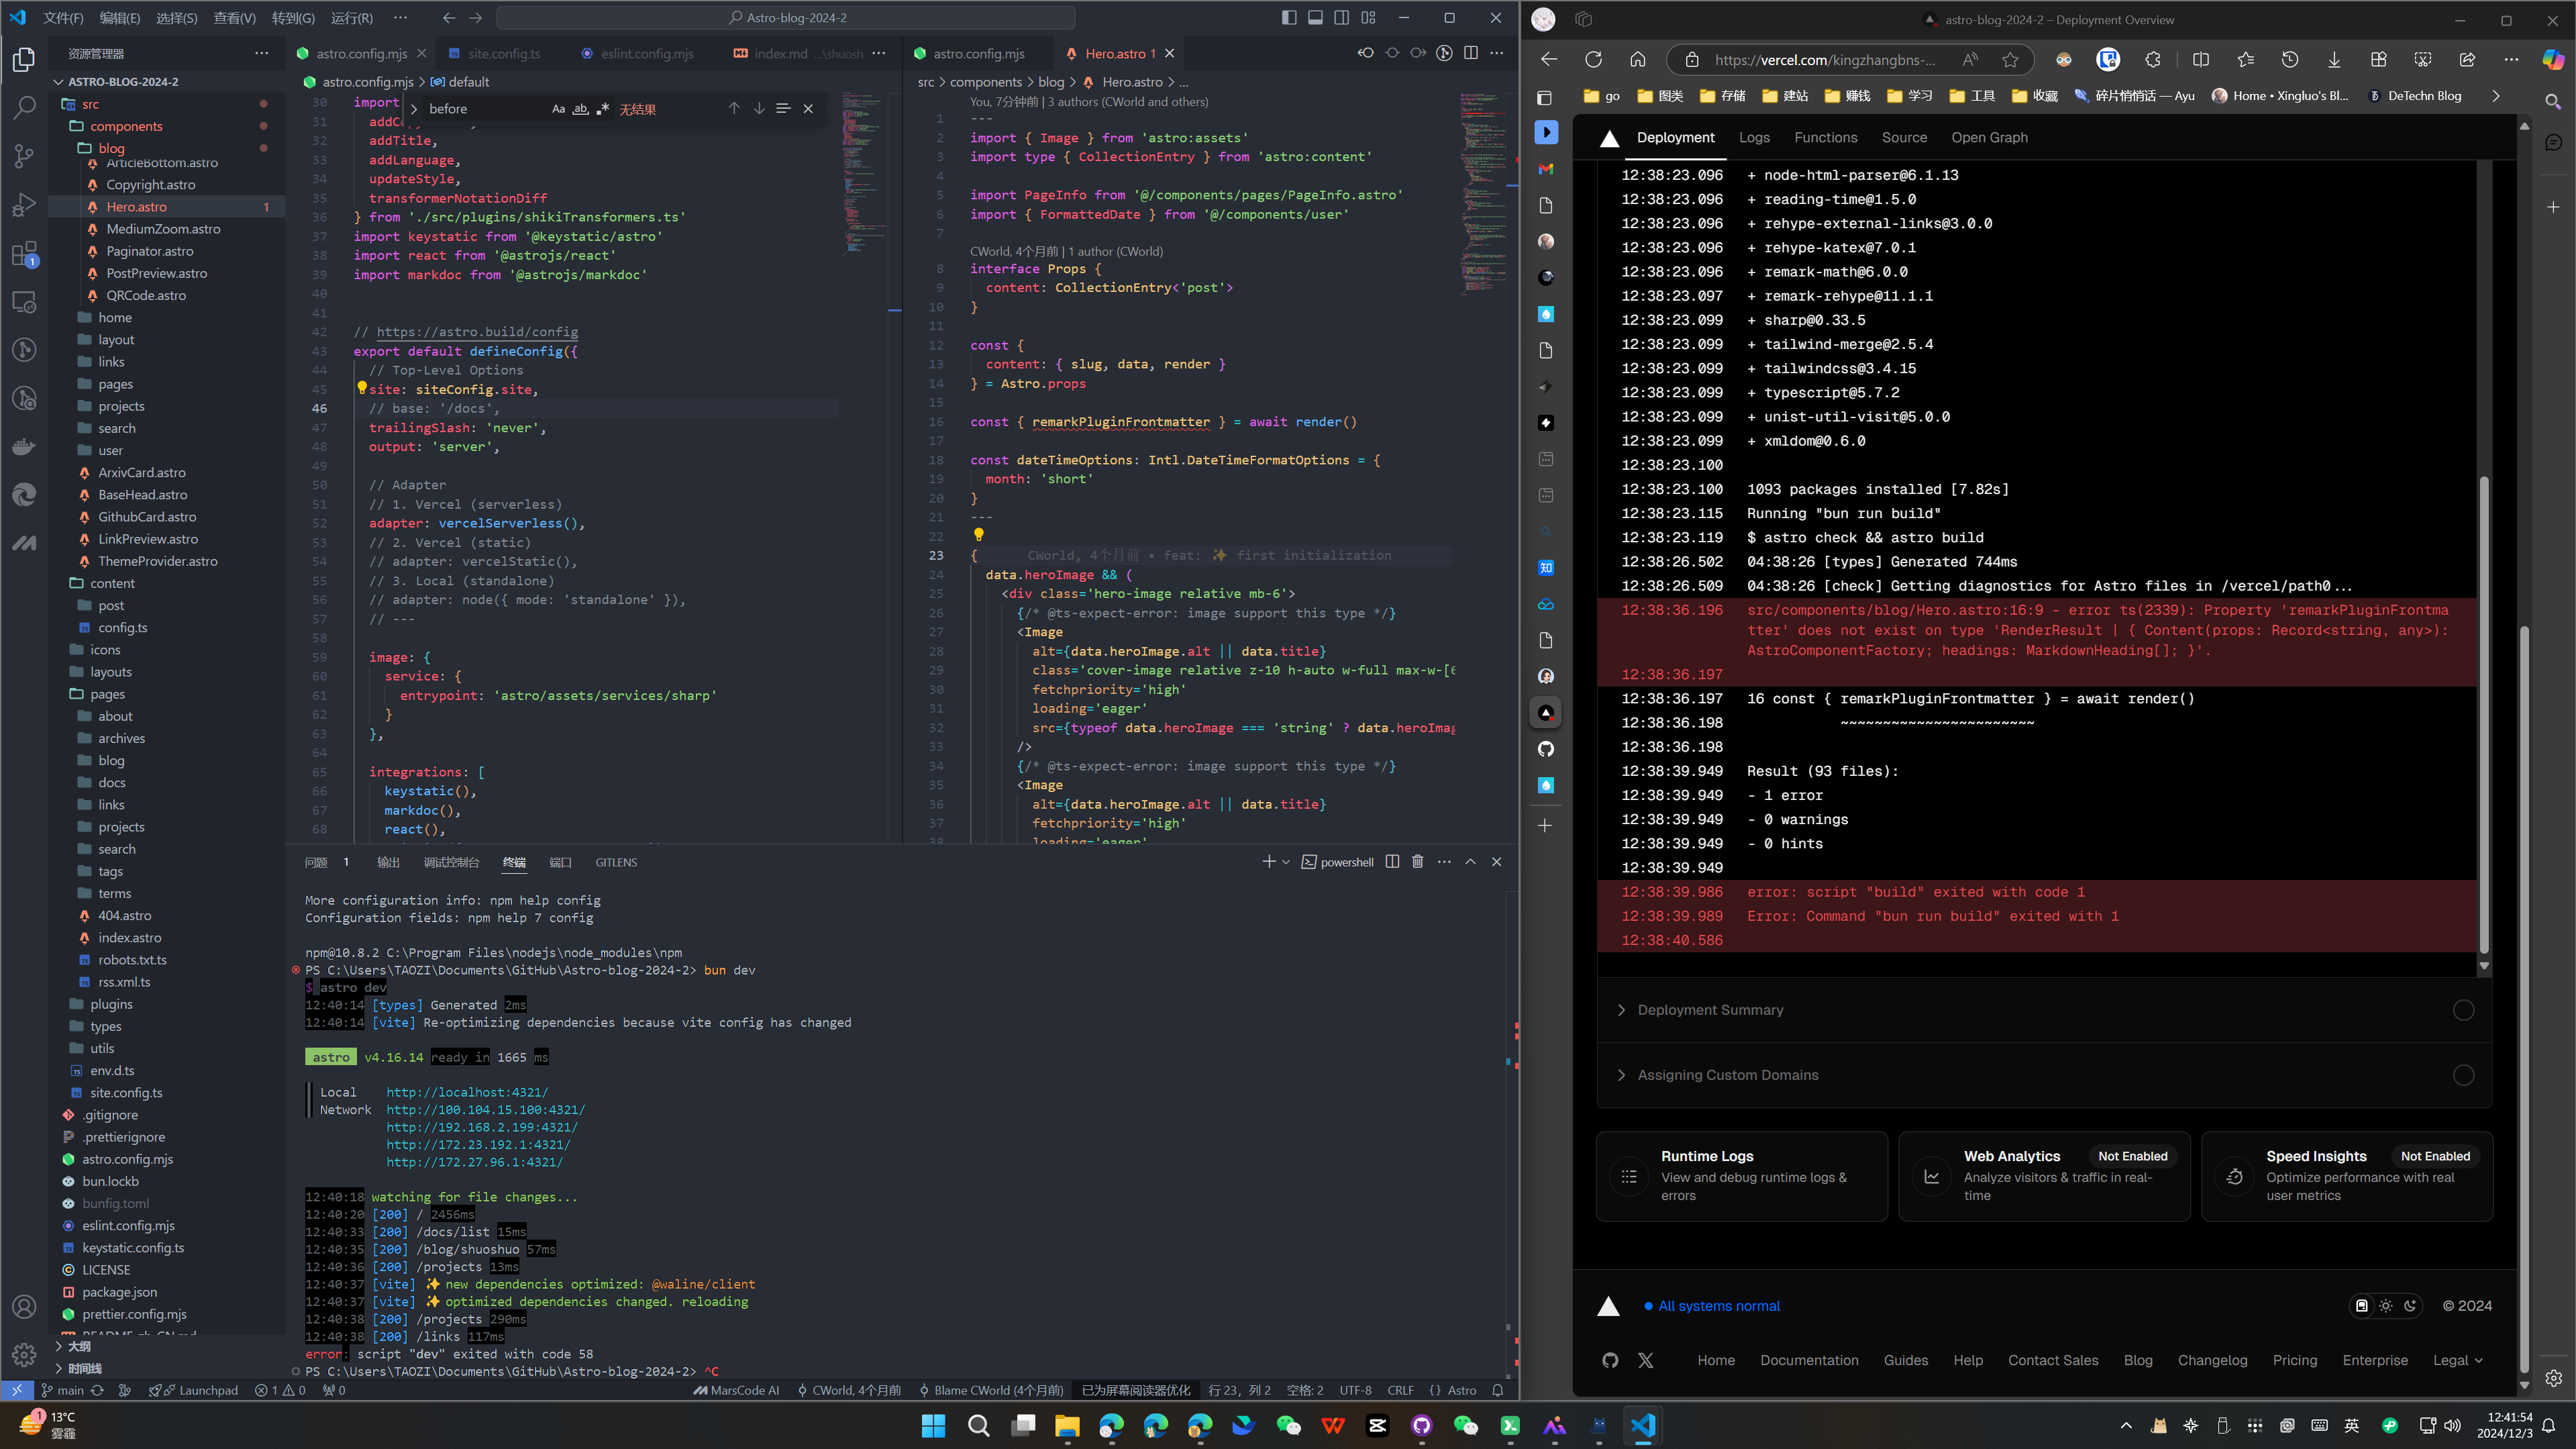 文件(F) 编辑(E) 选择(S) 查看(V) 转到(G) 运行(R) ···
Astro-blog-2024-2
资源管理器
ASTRO-BLOG-2024-2
src
components
blog
ArticleBottom.astro
Copyright.astro
Hero.astro 1
MediumZoom.astro
Paginator.astro
PostPreview.astro
QRCode.astro
home
layout
links
pages
projects
search
user
ArxivCard.astro
BaseHead.astro
GithubCard.astro
LinkPreview.astro
ThemeProvider.astro
content
post
config.ts
icons
layouts
pages
about
archives
blog
docs
links
projects
search
tags
terms
404.astro
index.astro
robots.txt.ts
rss.xml.ts
plugins
types
utils
env.d.ts
site.config.ts
.gitignore
.prettierignore
astro.config.mjs
bun.lockb
bunfig.toml
eslint.config.mjs
keystatic.config.ts
LICENSE
package.json
prettier.config.mjs
README-zh-CN.md
大纲
时间线
astro.config.mjs site.config.ts eslint.config.mjs index.md ...\shuosh
astro.config.mjs > default
before Aa ab 无结果
30 import
31 addC
32 addTitle,
33 addLanguage,
34 updateStyle,
35 transformerNotationDiff
36 } from './src/plugins/shikiTransformers.ts'
37 import keystatic from '@keystatic/astro'
38 import react from '@astrojs/react'
39 import markdoc from '@astrojs/markdoc'
40
41
42 // https://astro.build/config
43 export default defineConfig({
44 // Top-Level Options
45 site: siteConfig.site,
46 // base: '/docs',
47 trailingSlash: 'never',
48 output: 'server',
49
50 // Adapter
51 // 1. Vercel (serverless)
52 adapter: vercelServerless(),
53 // 2. Vercel (static)
54 // adapter: vercelStatic(),
55 // 3. Local (standalone)
56 // adapter: node({ mode: 'standalone' }),
57 // ---
58
59 image: {
60 service: {
61 entrypoint: 'astro/assets/services/sharp'
62 }
63 },
64
65 integrations: [
66 keystatic(),
67 markdoc(),
68 react(),
astro.config.mjs Hero.astro 1
src > components > blog > Hero.astro > ...
You, 7分钟前 | 3 authors (CWorld and others)
1 ---
2 import { Image } from 'astro:assets'
3 import type { CollectionEntry } from 'astro:content'
4
5 import PageInfo from '@/components/pages/PageInfo.astro'
6 import { FormattedDate } from '@/components/user'
7
CWorld, 4个月前 | 1 author (CWorld)
8 interface Props {
9 content: CollectionEntry<'post'>
10 }
11
12 const {
13 content: { slug, data, render }
14 } = Astro.props
15
16 const { remarkPluginFrontmatter } = await render()
17
18 const dateTimeOptions: Intl.DateTimeFormatOptions = {
19 month: 'short'
20 }
21 ---
22
23 { CWorld, 4个月前 • feat: ✨ first initialization
24 data.heroImage && (
25 <div class='hero-image relative mb-6'>
26 {/* @ts-expect-error: image support this type */}
27 <Image
28 alt={data.heroImage.alt || data.title}
29 class='cover-image relative z-10 h-auto w-full max-w-[6
30 fetchpriority='high'
31 loading='eager'
32 src={typeof data.heroImage === 'string' ? data.heroImag
33 />
34 {/* @ts-expect-error: image support this type */}
35 <Image
36 alt={data.heroImage.alt || data.title}
37 fetchpriority='high'
38 loading='eager'
问题 1 输出 调试控制台 终端 端口 GITLENS
powershell
More configuration info: npm help config
Configuration fields: npm help 7 config
npm@10.8.2 C:\Program Files\nodejs\node_modules\npm
PS C:\Users\TAOZI\Documents\GitHub\Astro-blog-2024-2> bun dev
$ astro dev
12:40:14 [types] Generated 2ms
12:40:14 [vite] Re-optimizing dependencies because vite config has changed
astro v4.16.14 ready in 1665 ms
Local http://localhost:4321/
Network http://100.104.15.100:4321/
http://192.168.2.199:4321/
http://172.23.192.1:4321/
http://172.27.96.1:4321/
12:40:18 watching for file changes...
12:40:20 [200] / 2456ms
12:40:33 [200] /docs/list 15ms
12:40:35 [200] /blog/shuoshuo 57ms
12:40:36 [200] /projects 13ms
12:40:37 [vite] ✨ new dependencies optimized: @waline/client
12:40:37 [vite] ✨ optimized dependencies changed. reloading
12:40:38 [200] /projects 290ms
12:40:38 [200] /links 117ms
error: script "dev" exited with code 58
PS C:\Users\TAOZI\Documents\GitHub\Astro-blog-2024-2> ^C
main Launchpad 1 0 0 MarsCode AI CWorld, 4个月前 Blame CWorld (4个月前) 已为屏幕阅读器优化 行 23，列 2 空格: 2 UTF-8 CRLF {} Astro
astro-blog-2024-2 – Deployment Overview
https://vercel.com/kingzhangbns-...
go 图类 存储 建站 赚钱 学习 工具 收藏 碎片悄悄话 — Ayu Home • Xingluo's Bl... DeTechn Blog
Deployment Logs Functions Source Open Graph
12:38:23.096 + node-html-parser@6.1.13
12:38:23.096 + reading-time@1.5.0
12:38:23.096 + rehype-external-links@3.0.0
12:38:23.096 + rehype-katex@7.0.1
12:38:23.096 + remark-math@6.0.0
12:38:23.097 + remark-rehype@11.1.1
12:38:23.099 + sharp@0.33.5
12:38:23.099 + tailwind-merge@2.5.4
12:38:23.099 + tailwindcss@3.4.15
12:38:23.099 + typescript@5.7.2
12:38:23.099 + unist-util-visit@5.0.0
12:38:23.099 + xmldom@0.6.0
12:38:23.100
12:38:23.100 1093 packages installed [7.82s]
12:38:23.115 Running "bun run build"
12:38:23.119 $ astro check && astro build
12:38:26.502 04:38:26 [types] Generated 744ms
12:38:26.509 04:38:26 [check] Getting diagnostics for Astro files in /vercel/path0...
12:38:36.196 src/components/blog/Hero.astro:16:9 - error ts(2339): Property 'remarkPluginFrontma
tter' does not exist on type 'RenderResult | { Content(props: Record<string, any>):
AstroComponentFactory; headings: MarkdownHeading[]; }'.
12:38:36.197
12:38:36.197 16 const { remarkPluginFrontmatter } = await render()
12:38:36.198 ~~~~~~~~~~~~~~~~~~~~~~~
12:38:36.198
12:38:39.949 Result (93 files):
12:38:39.949 - 1 error
12:38:39.949 - 0 warnings
12:38:39.949 - 0 hints
12:38:39.949
12:38:39.986 error: script "build" exited with code 1
12:38:39.989 Error: Command "bun run build" exited with 1
12:38:40.586
Deployment Summary
Assigning Custom Domains
Runtime Logs
View and debug runtime logs &
errors
Web Analytics Not Enabled
Analyze visitors & traffic in real-
time
Speed Insights Not Enabled
Optimize performance with real
user metrics
All systems normal
© 2024
Home Documentation Guides Help Contact Sales Blog Changelog Pricing Enterprise Legal
1
13°C
雾霾
英
12:41:54
2024/12/3